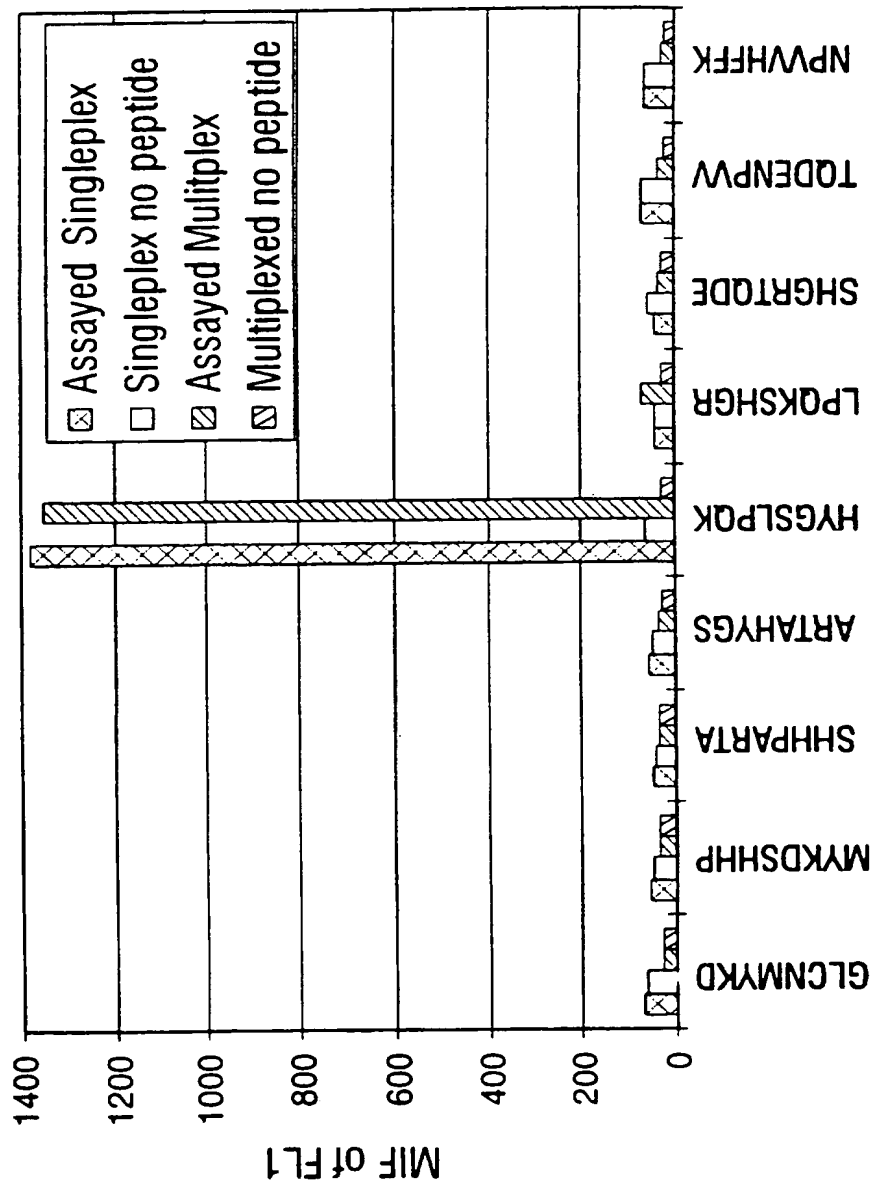 MIF of FL1
1400
1200
1000
800
600
400
200
0
Assayed Singleplex
Singleplex no peptide
Assayed Mulitplex
Multiplexed no peptide
GLCNMYKD
MYKDSHHP
SHHPARTA
ARTAHYGS
HYGSLPQK
LPQKSHGR
SHGRTQDE
TQDENPVV
NPVVHFFK